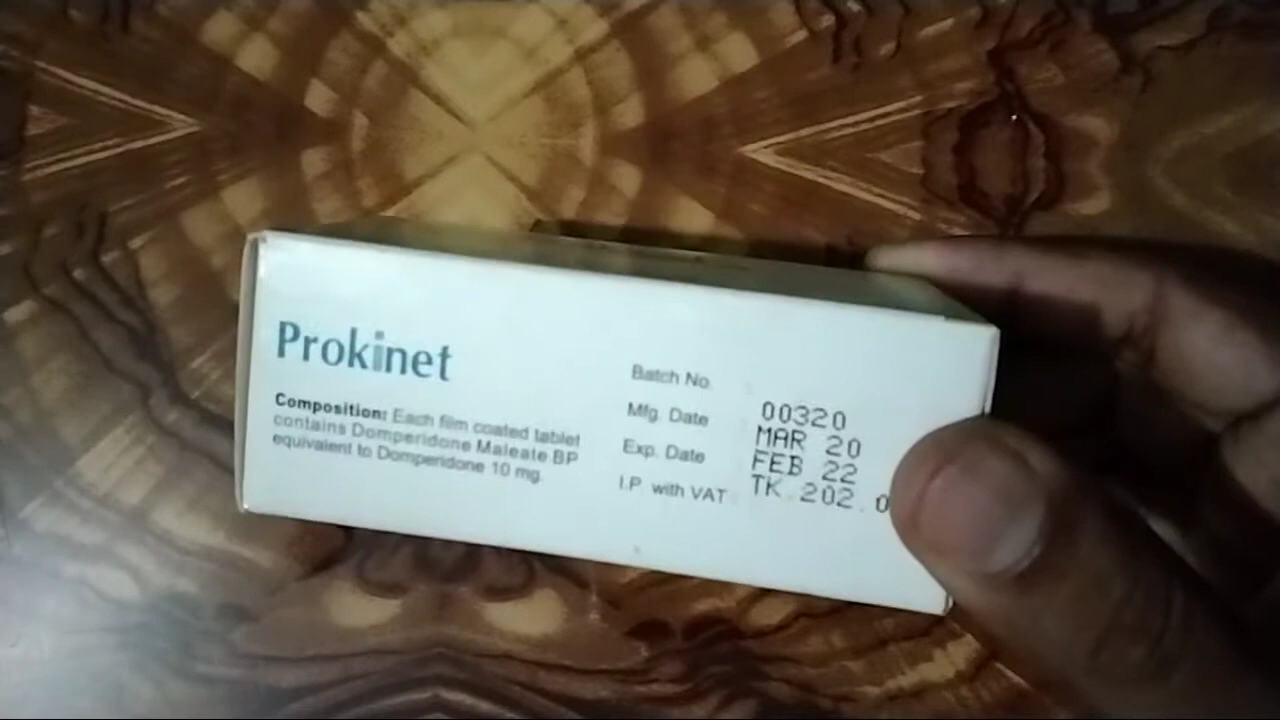 Prokinet
Composition: Each film coated tablet
contains Domperidone Maleate BP
equivalent to Domperidone 10 mg.
Batch No.
Mfg. Date
Exp. Date
I.P with VAT
00320
MAR 20
FEB 22
TK 202.0